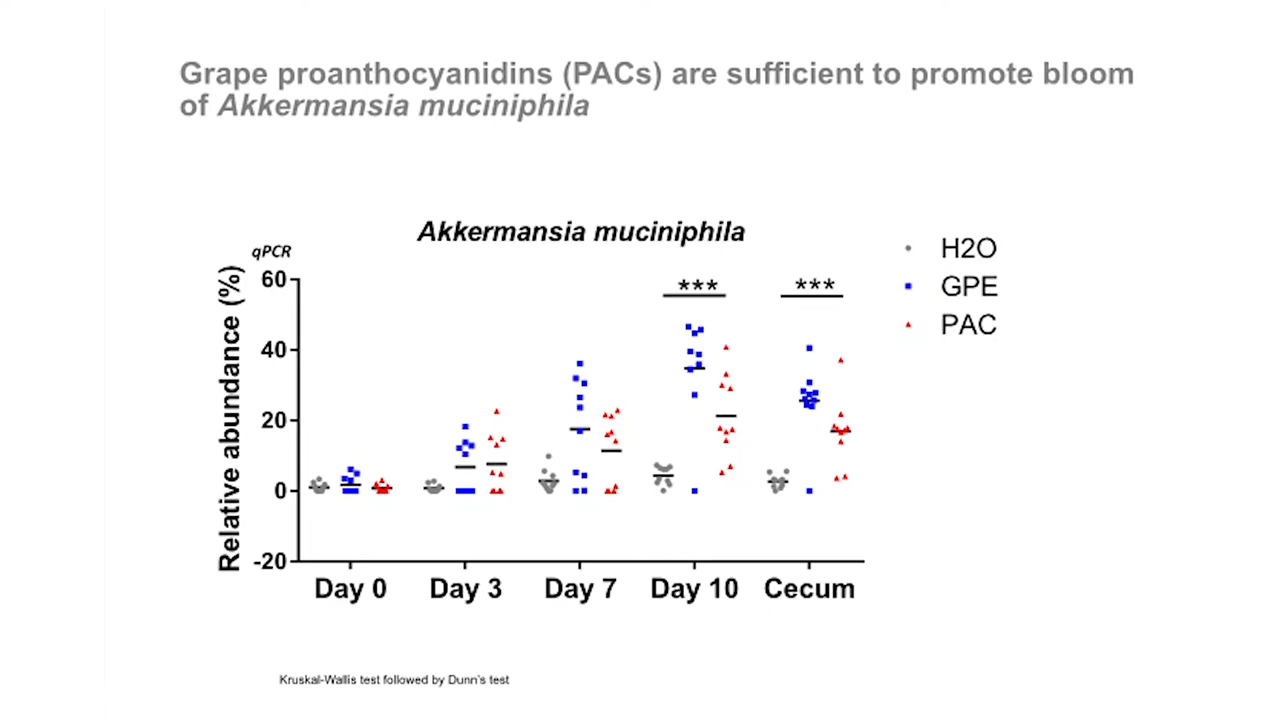 Grape proanthocyanidins (PACs) are sufficient to promote bloom
of Akkermansia muciniphila
Akkermansia muciniphila
qPCR
Relative abundance (%)
60
40
20
0
-20
*** ***
Day 0 Day 3 Day 7 Day 10 Cecum
H2O
GPE
PAC
Kruskal-Wallis test followed by Dunn's test